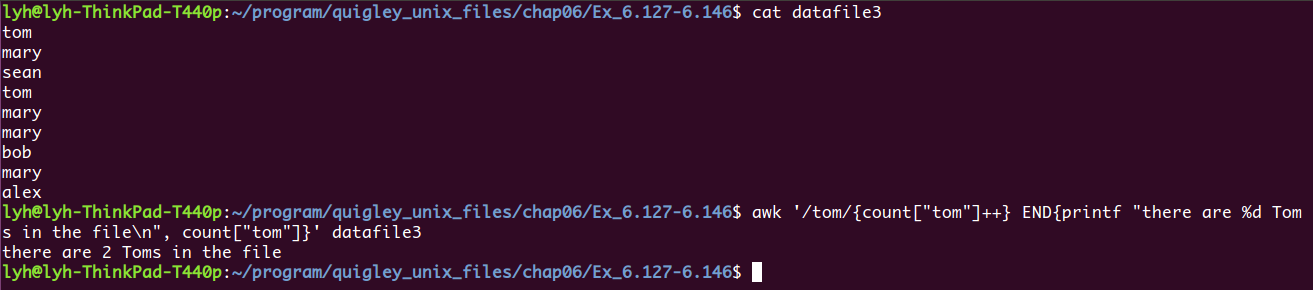 lyh@lyh-ThinkPad-T440p:~/program/quigley_unix_files/chap06/Ex_6.127-6.146$ cat datafile3
tom
mary
sean
tom
mary
mary
bob
mary
alex
lyh@lyh-ThinkPad-T440p:~/program/quigley_unix_files/chap06/Ex_6.127-6.146$ awk '/tom/{count["tom"]++} END{printf "there are %d Tom
s in the file\n", count["tom"]}' datafile3
there are 2 Toms in the file
lyh@lyh-ThinkPad-T440p:~/program/quigley_unix_files/chap06/Ex_6.127-6.146$